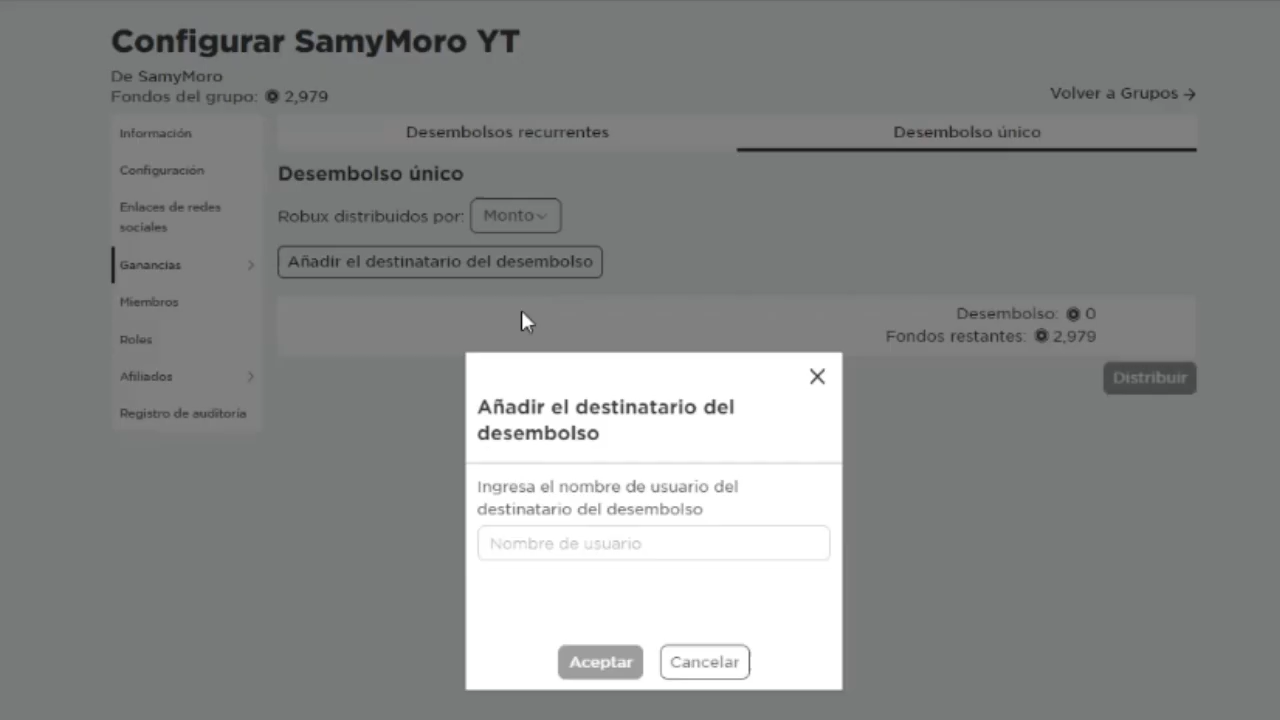 Configurar SamyMoro YT
De SamyMoro
Fondos del grupo: 2,979
Volver a Grupos →
Información
Configuración
Enlaces de redes
sociales
Ganancias
Miembros
Roles
Afiliados
Registro de auditoría
Desembolsos recurrentes
Desembolso único
Desembolso único
Robux distribuidos por: Monto
Añadir el destinatario del desembolso
Desembolso: 0
Fondos restantes: 2,979
Distribuir
Añadir el destinatario del
desembolso
Ingresa el nombre de usuario del
destinatario del desembolso
Nombre de usuario
Aceptar
Cancelar